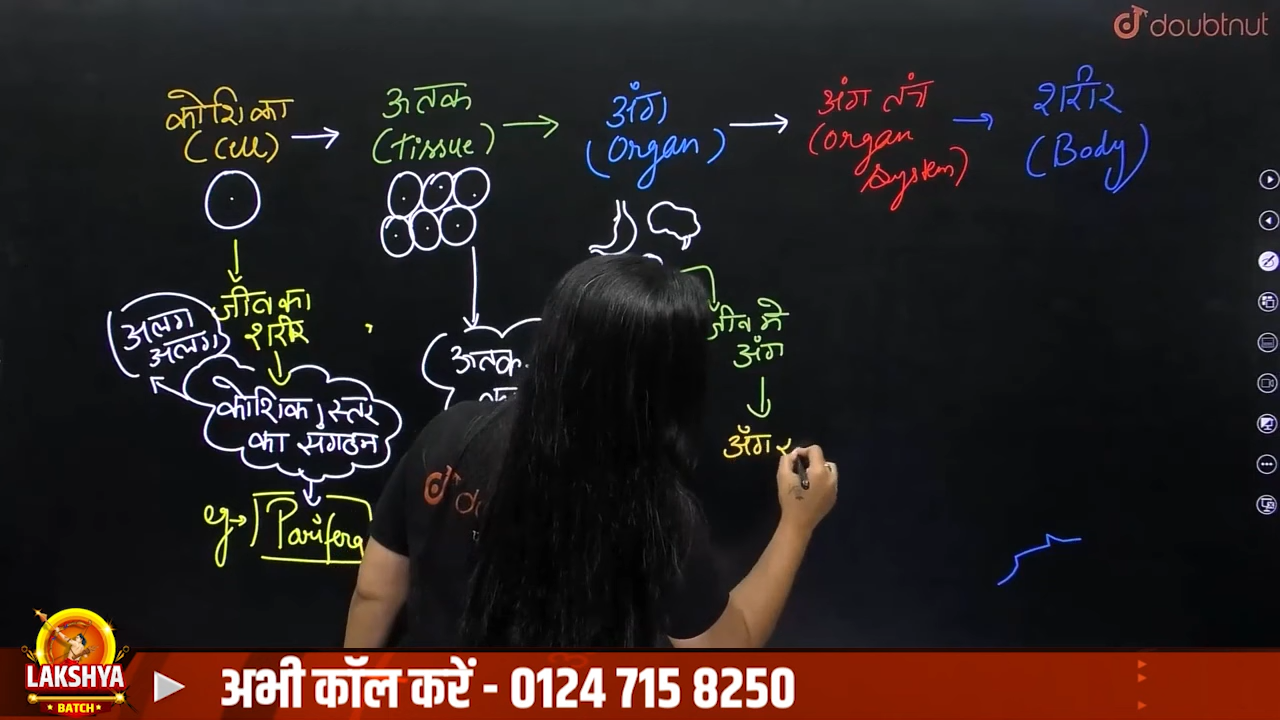 doubtnut
कोशिका
(Cell)
ऊतक
(tissue)
अंग
(Organ)
अंग तंत्र
(organ
system)
शरीर
(Body)
जीव का
शरीर
अलग
अलग
कोशिका स्तर
का संगठन
eg→
Porifera
ऊतक
जीव मे
अंग
अंग
LAKSHYA
BATCH
अभी कॉल करें - 0124 715 8250